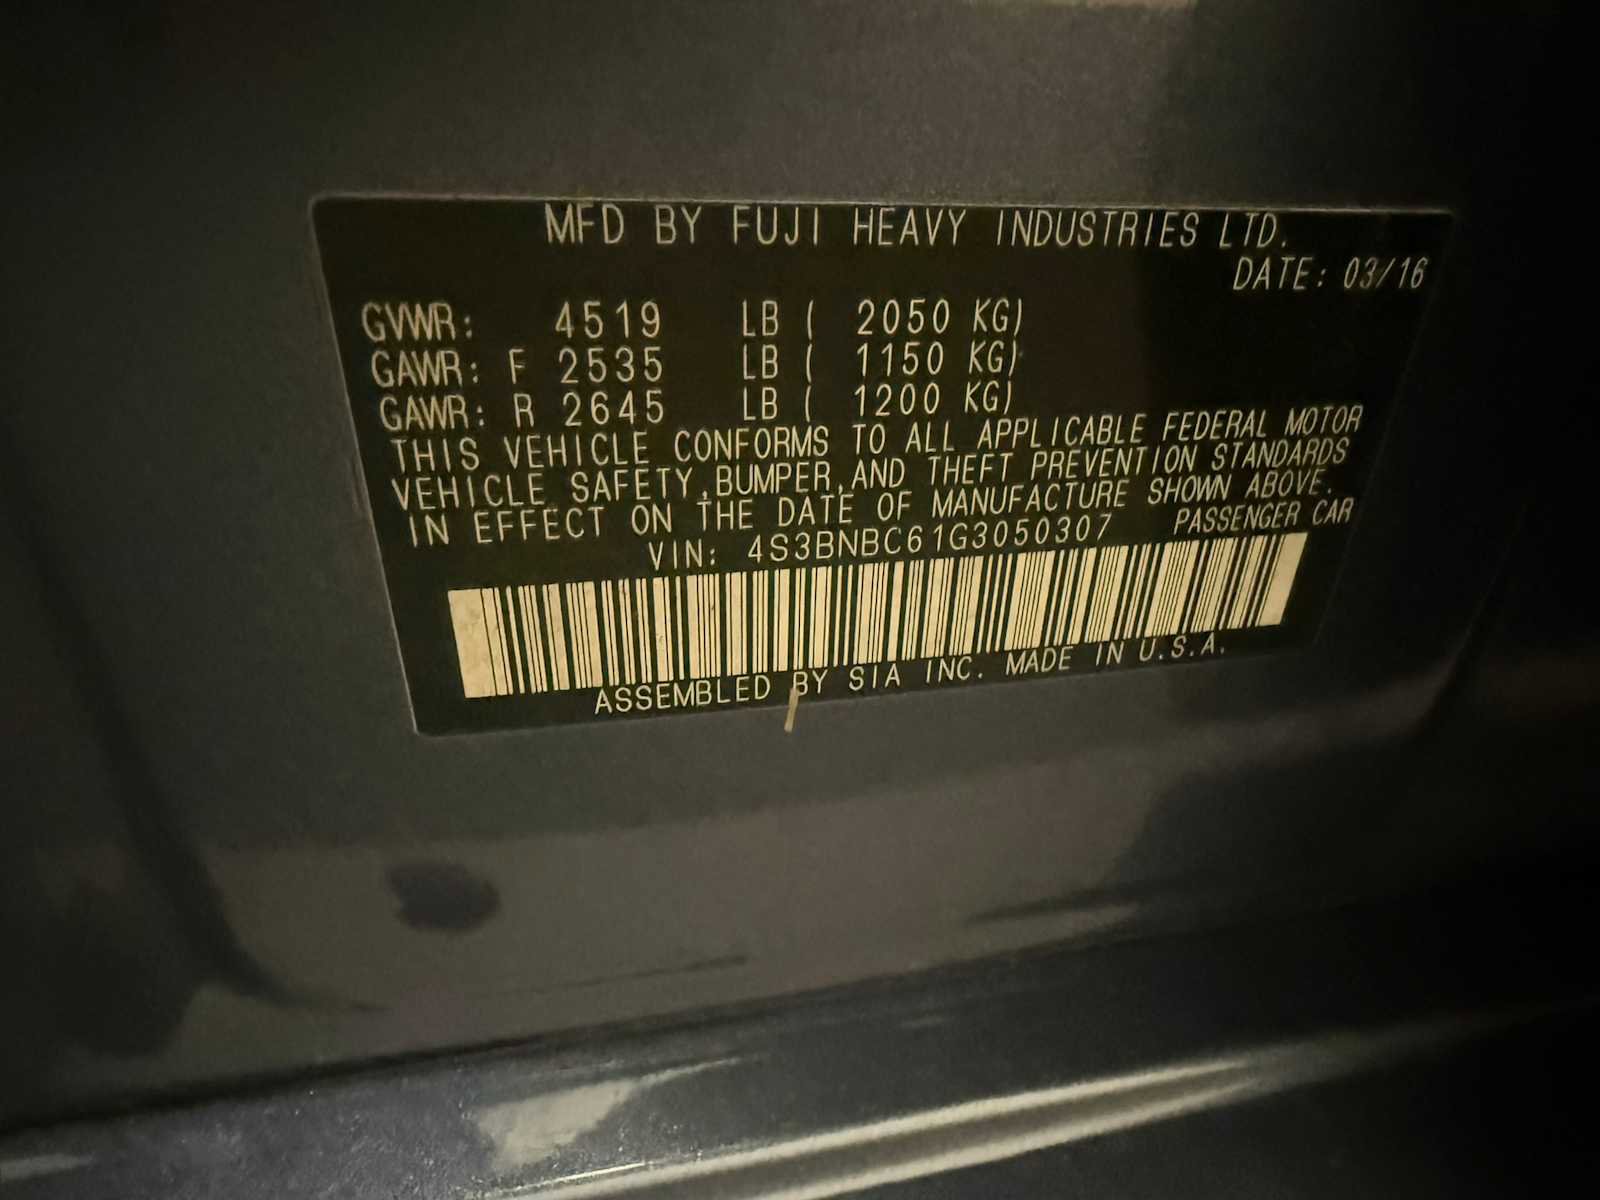 MFD BY FUJI HEAVY INDUSTRIES LTD.
DATE: 03/16
GVWR: 4519 LB ( 2050 KG)
GAWR: F 2535 LB ( 1150 KG)
GAWR: R 2645 LB ( 1200 KG)
THIS VEHICLE CONFORMS TO ALL APPLICABLE FEDERAL MOTOR
VEHICLE SAFETY,BUMPER,AND THEFT PREVENTION STANDARDS
IN EFFECT ON THE DATE OF MANUFACTURE SHOWN ABOVE.
VIN: 4S3BNBC61G3050307 PASSENGER CAR
ASSEMBLED BY SIA INC. MADE IN U.S.A.